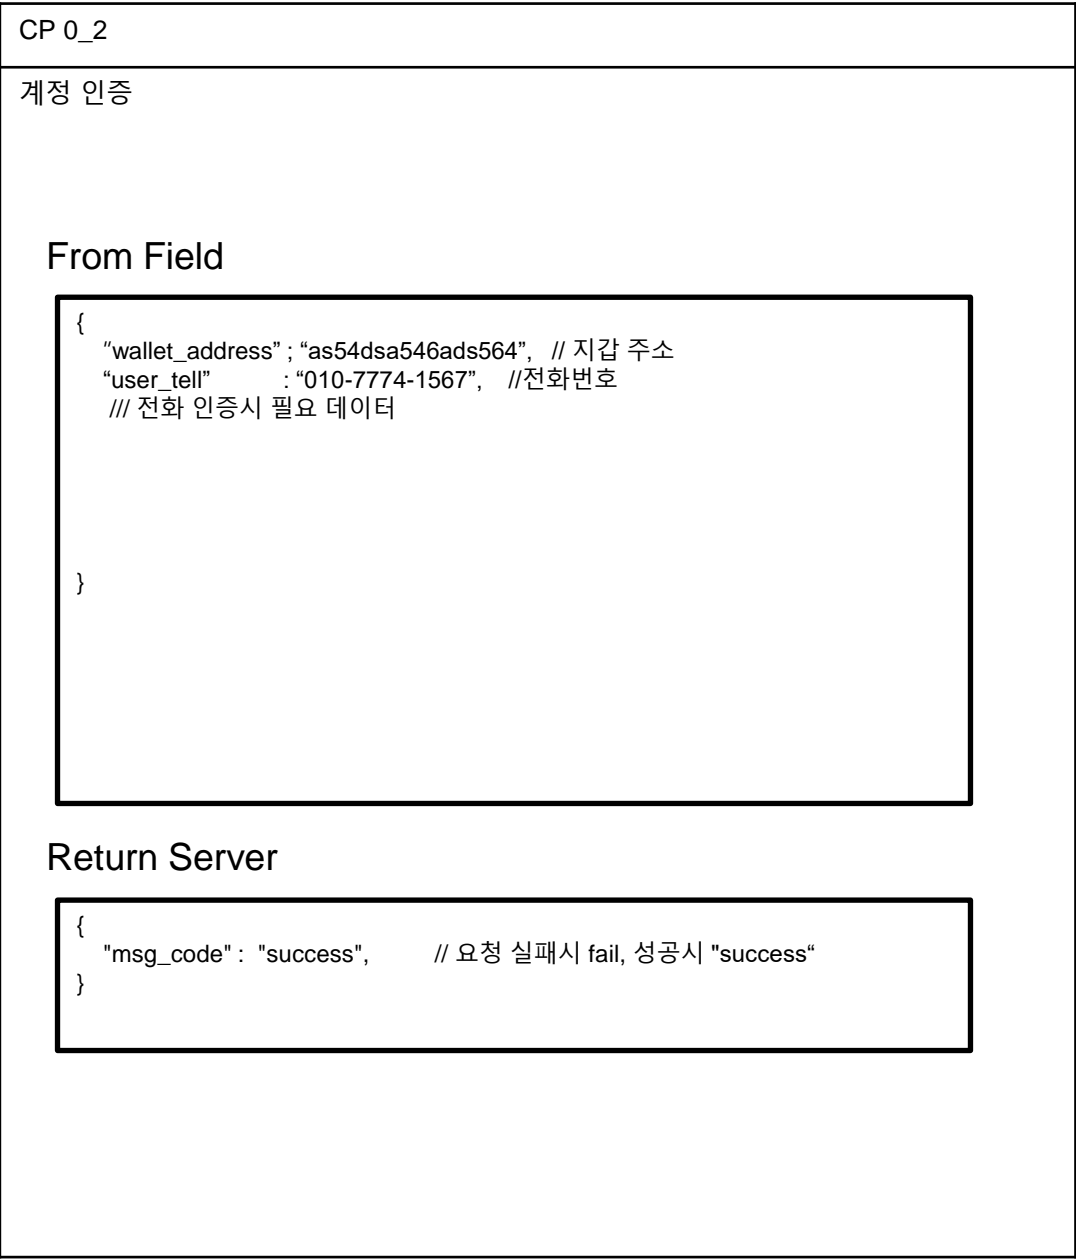 CP 0_2
계정 인증
From Field
{
“wallet_address” ; “as54dsa546ads564”, // 지갑 주소
“user_tell” : “010-7774-1567”, //전화번호
/// 전화 인증시 필요 데이터
}
Return Server
{
"msg_code" : "success", // 요청 실패시 fail, 성공시 "success“
}